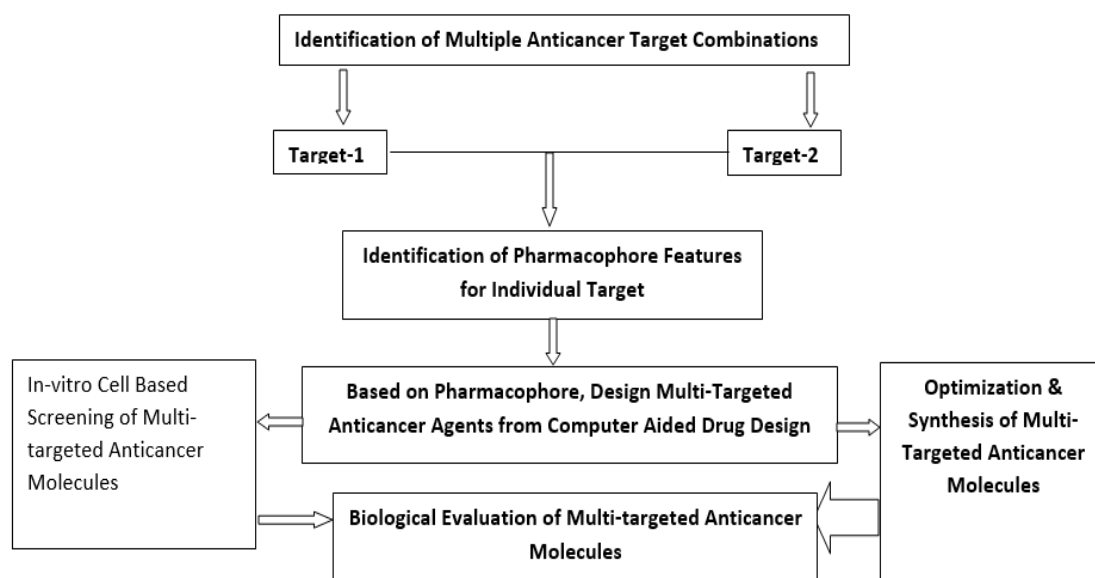 Identification of Multiple Anticancer Target Combinations
Target-1
Target-2
Identification of Pharmacophore Features
for Individual Target
In-vitro Cell Based
Screening of Multi-
targeted Anticancer
Molecules
Based on Pharmacophore, Design Multi-Targeted
Anticancer Agents from Computer Aided Drug Design
Optimization &
Synthesis of Multi-
Targeted Anticancer
Molecules
Biological Evaluation of Multi-targeted Anticancer
Molecules